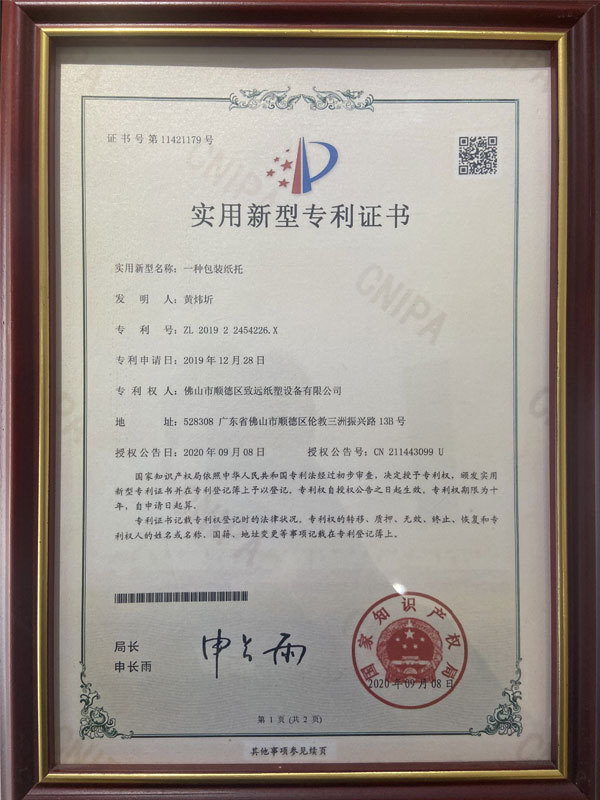 证书号第11421179号
实用新型专利证书
实用新型名称：一种包装纸托
发明人：黄炜圻
专利号：ZL 2019 2 2454226.X
专利申请日：2019年12月28日
专利权人：佛山市顺德区致远纸塑设备有限公司
地址：528308 广东省佛山市顺德区伦教三洲振兴路13B号
授权公告日：2020年09月08日 授权公告号：CN 211443099 U
国家知识产权局依照中华人民共和国专利法经过初步审查，决定授予专利权，颁发实用
新型专利证书并在专利登记簿上予以登记。专利权自授权公告之日起生效。专利权期限为十
年，自申请日起算。
专利证书记载专利权登记时的法律状况。专利权的转移、质押、无效、终止、恢复和专
利权人的姓名或名称、国籍、地址变更等事项记载在专利登记簿上。
局长
申长雨
申长雨
国家知识产权局
2020年09月08日
第1页(共2页)
其他事项参见续页
CNIPA
CNIPA
CNIPA